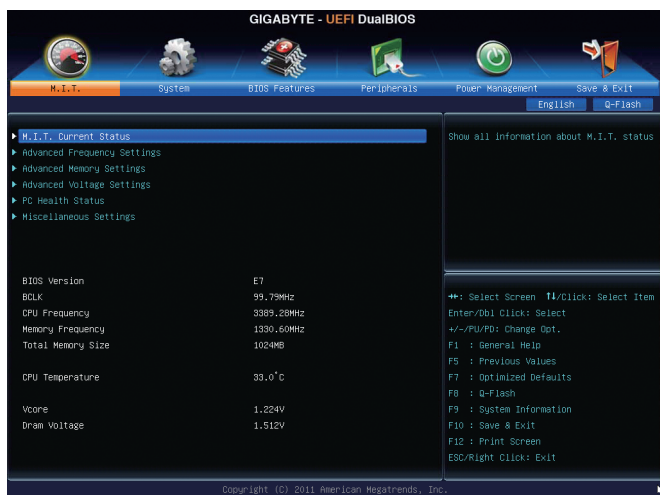 GIGABYTE - UEFI DualBIOS
M.I.T.
System
BIOS Features
Peripherals
Power Management
Save & Exit
English
Q-Flash
M.I.T. Current Status
Advanced Frequency Settings
Advanced Memory Settings
Advanced Voltage Settings
PC Health Status
Miscellaneous Settings
BIOS Version E7
BCLK 99.79MHz
CPU Frequency 3389.28MHz
Memory Frequency 1330.60MHz
Total Memory Size 1024MB
CPU Temperature 33.0°C
Vcore 1.224V
Dram Voltage 1.512V
Show all information about M.I.T. status
→←: Select Screen ↑↓/Click: Select Item
Enter/Dbl Click: Select
+/-/PU/PD: Change Opt.
F1 : General Help
F5 : Previous Values
F7 : Optimized Defaults
F8 : Q-Flash
F9 : System Information
F10 : Save & Exit
F12 : Print Screen
ESC/Right Click: Exit
Copyright (C) 2011 American Megatrends, Inc.